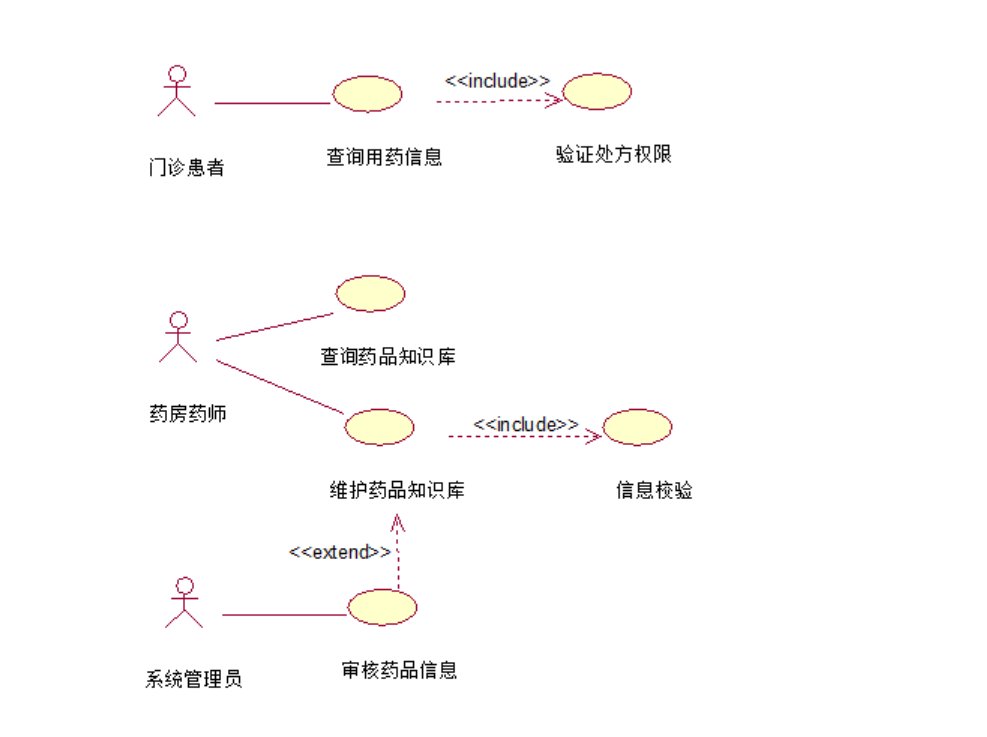 <<include>>
门诊患者
查询用药信息
验证处方权限
查询药品知识库
药房药师
<<include>>
维护药品知识库
信息校验
<<extend>>
系统管理员
审核药品信息